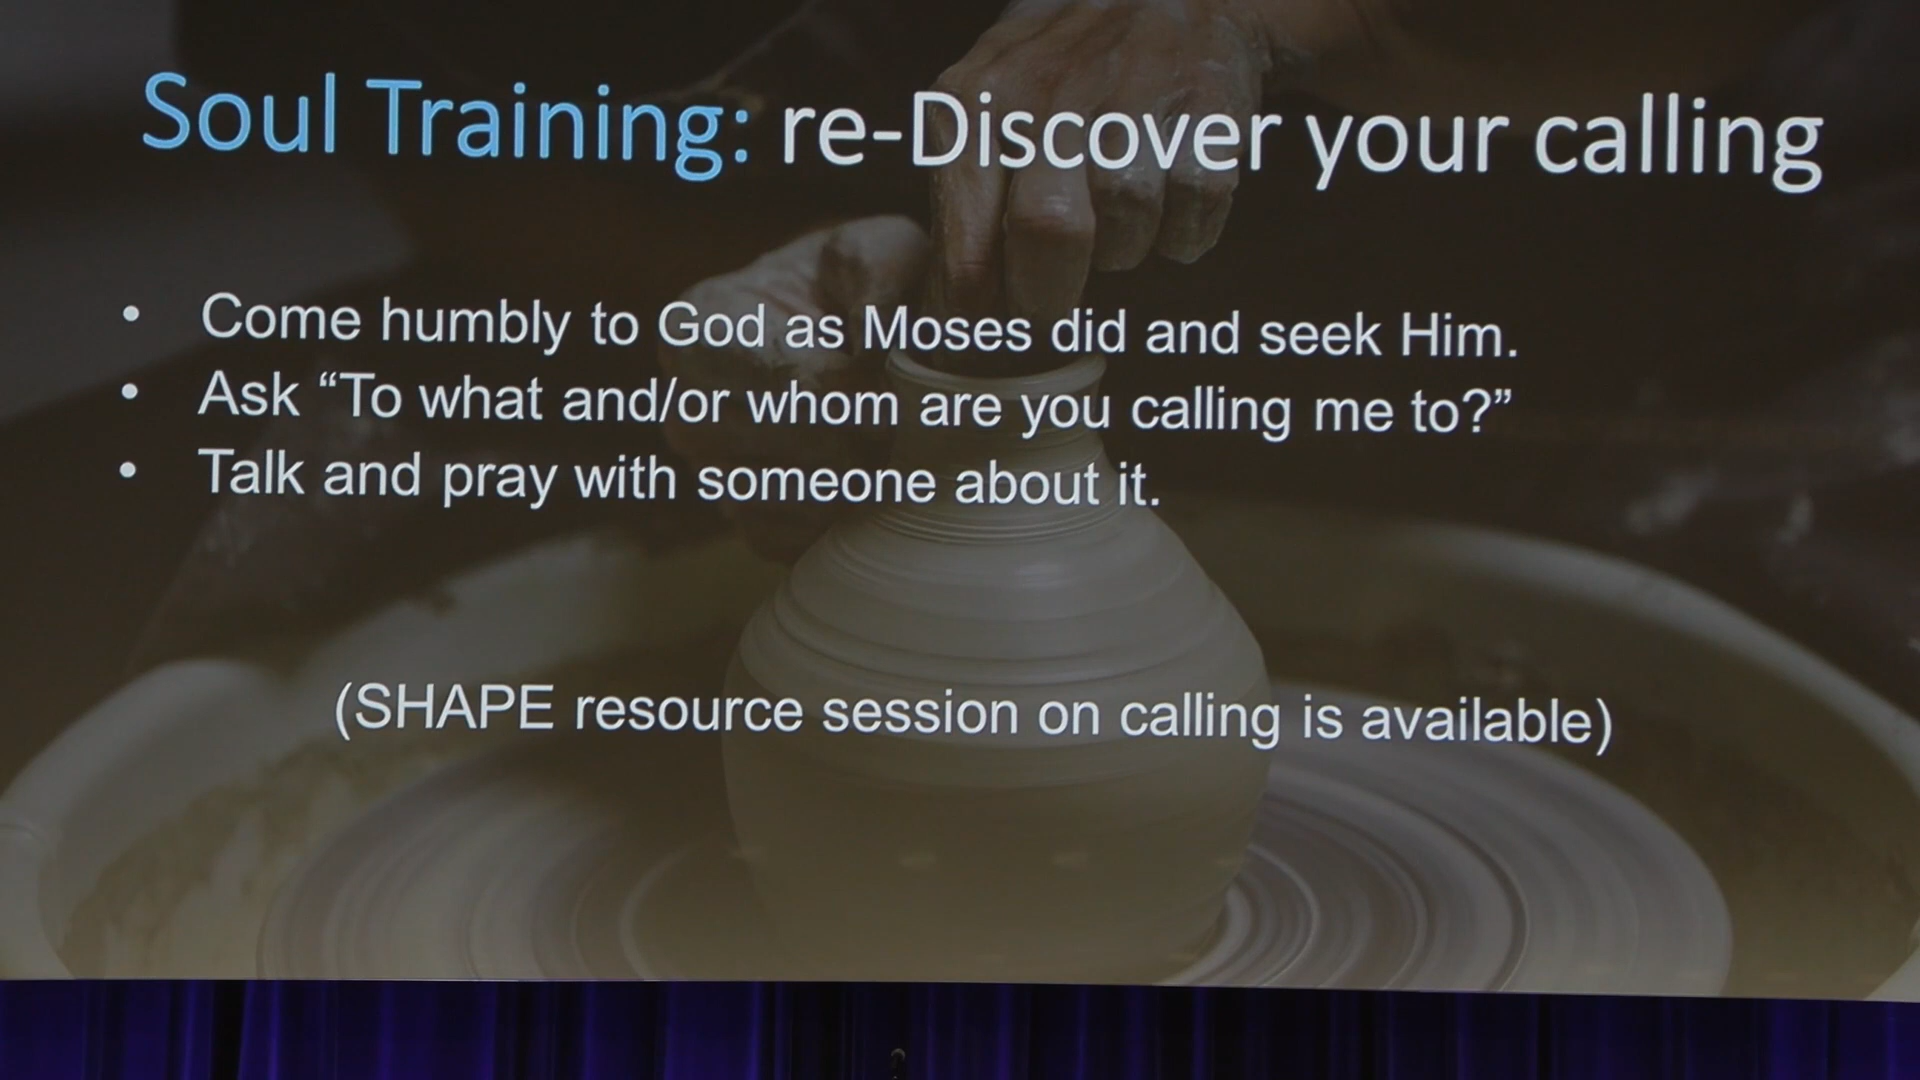 Soul Training: re-Discover your calling
• Come humbly to God as Moses did and seek Him.
• Ask “To what and/or whom are you calling me to?”
• Talk and pray with someone about it.
(SHAPE resource session on calling is available)